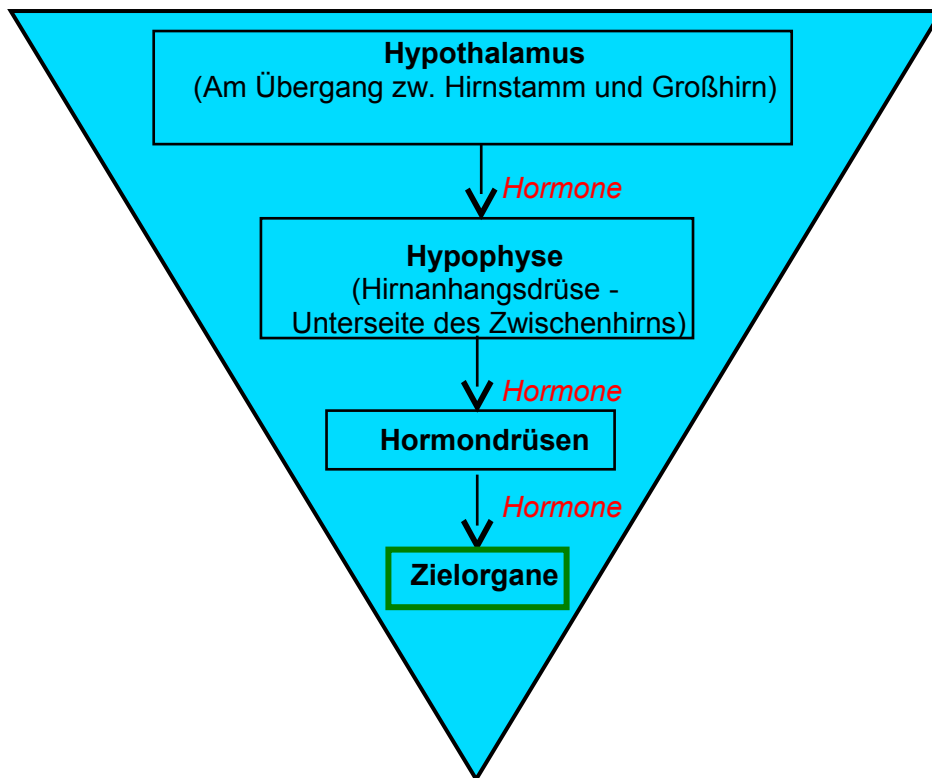 Hypothalamus
(Am Übergang zw. Hirnstamm und Großhirn)
Hormone
Hypophyse
(Hirnanhangsdrüse -
Unterseite des Zwischenhirns)
Hormone
Hormondrüsen
Hormone
Zielorgane